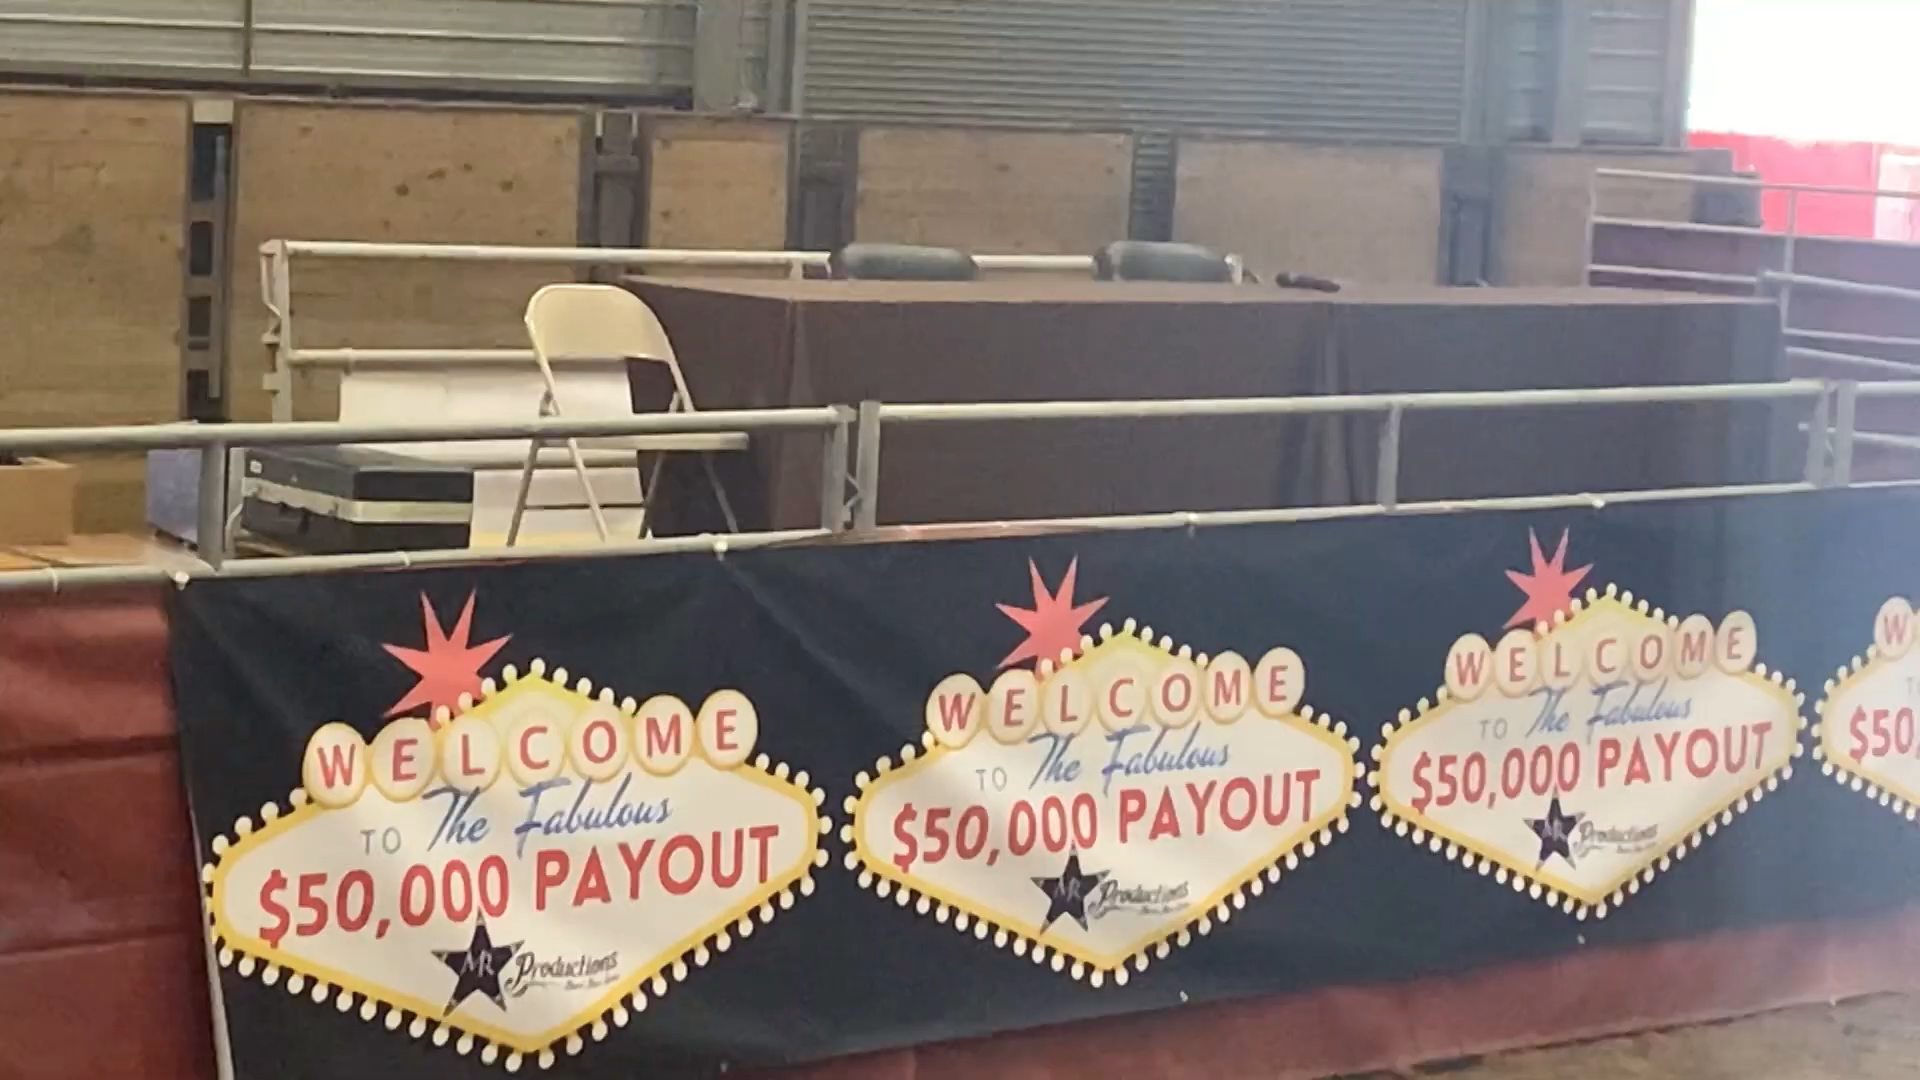 WELCOME
TO The Fabulous
$50,000 PAYOUT
MR Productions
WELCOME
TO The Fabulous
$50,000 PAYOUT
MR Productions
WELCOME
TO The Fabulous
$50,000 PAYOUT
MR Productions
W
$50,